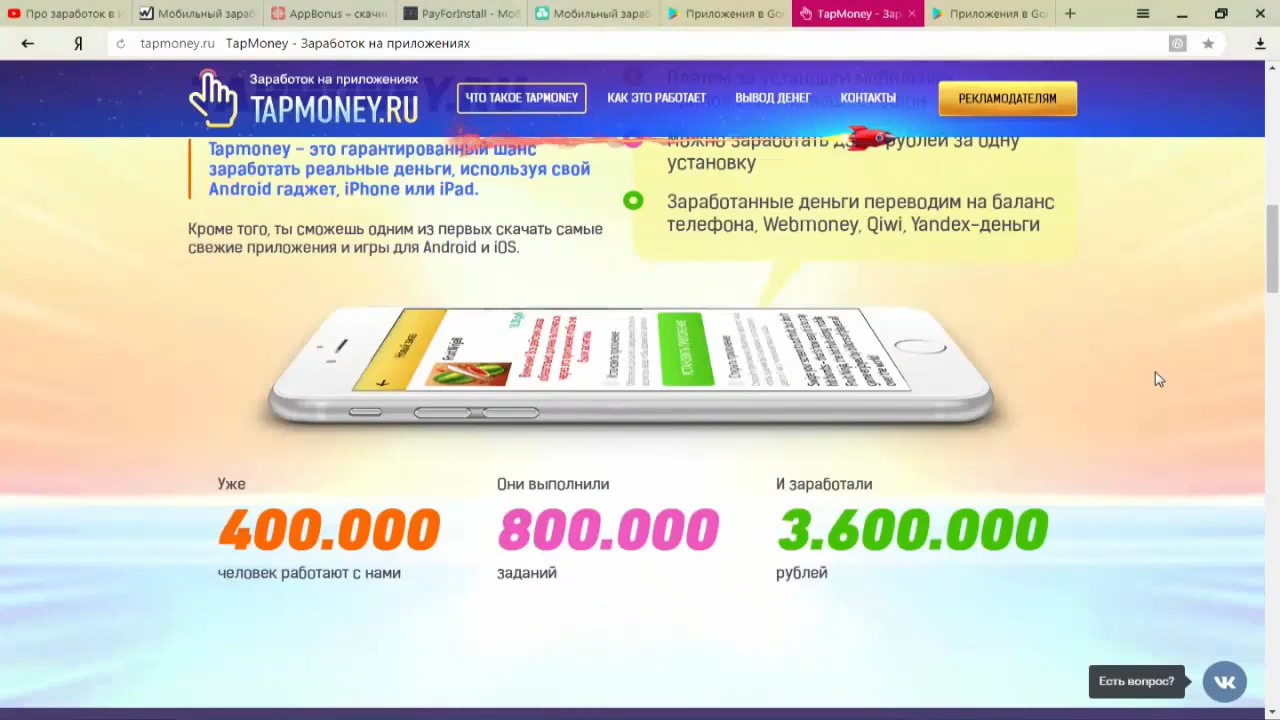 Про заработок в I
Мобильный зараб
AppBonus – скачи
PayForInstall - Моб
Мобильный зараб
Приложения в Go
TapMoney - Зар
Приложения в Go
Я
tapmoney.ru TapMoney - Заработок на приложениях
Заработок на приложениях
TAPMONEY.RU
ЧТО ТАКОЕ TAPMONEY
КАК ЭТО РАБОТАЕТ
ВЫВОД ДЕНЕГ
КОНТАКТЫ
РЕКЛАМОДАТЕЛЯМ
Tapmoney – это гарантированный шанс
заработать реальные деньги, используя свой
Android гаджет, iPhone или iPad.
Кроме того, ты сможешь одним из первых скачать самые
свежие приложения и игры для Android и iOS.
Можно заработать рублей за одну
установку
Заработанные деньги переводим на баланс
телефона, Webmoney, Qiwi, Yandex-деньги
Уже
400.000
человек работают с нами
Они выполнили
800.000
заданий
И заработали
3.600.000
рублей
Есть вопрос?